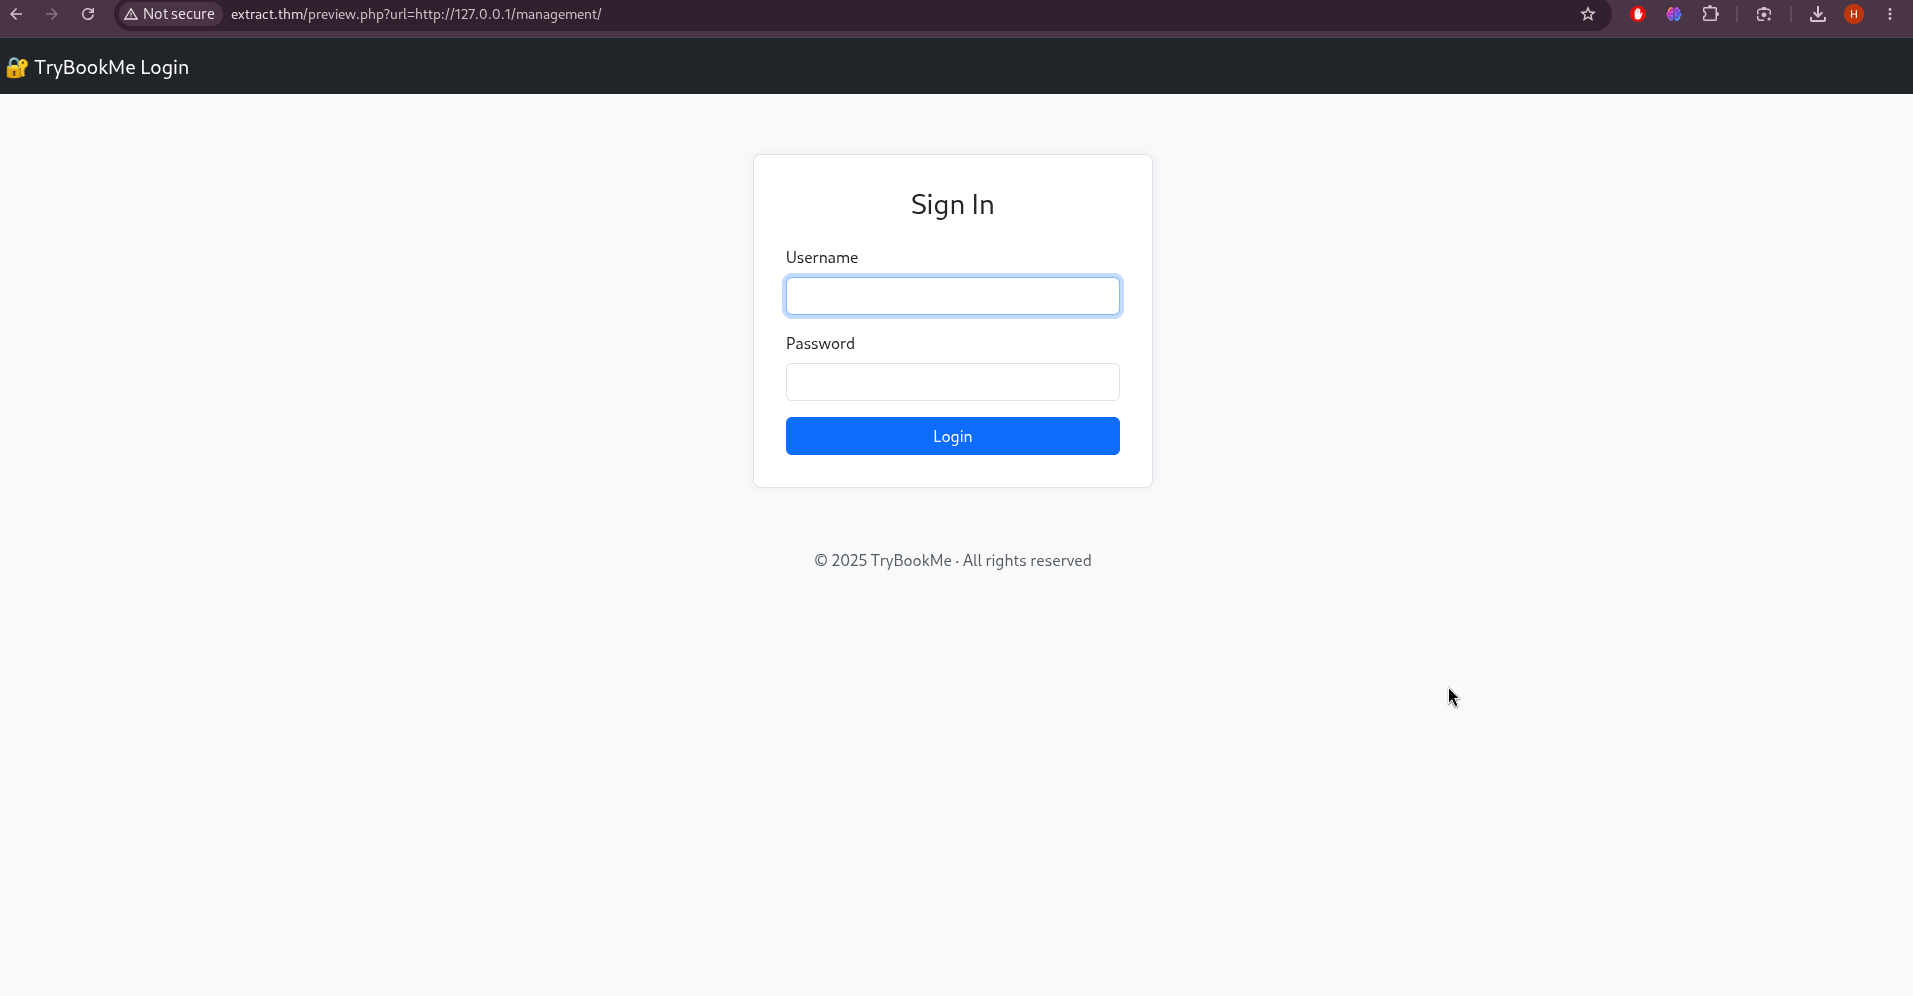 Not secure
extract.thm/preview.php?url=http://127.0.0.1/management/
H
TryBookMe Login
Sign In
Username
Password
Login
© 2025 TryBookMe · All rights reserved